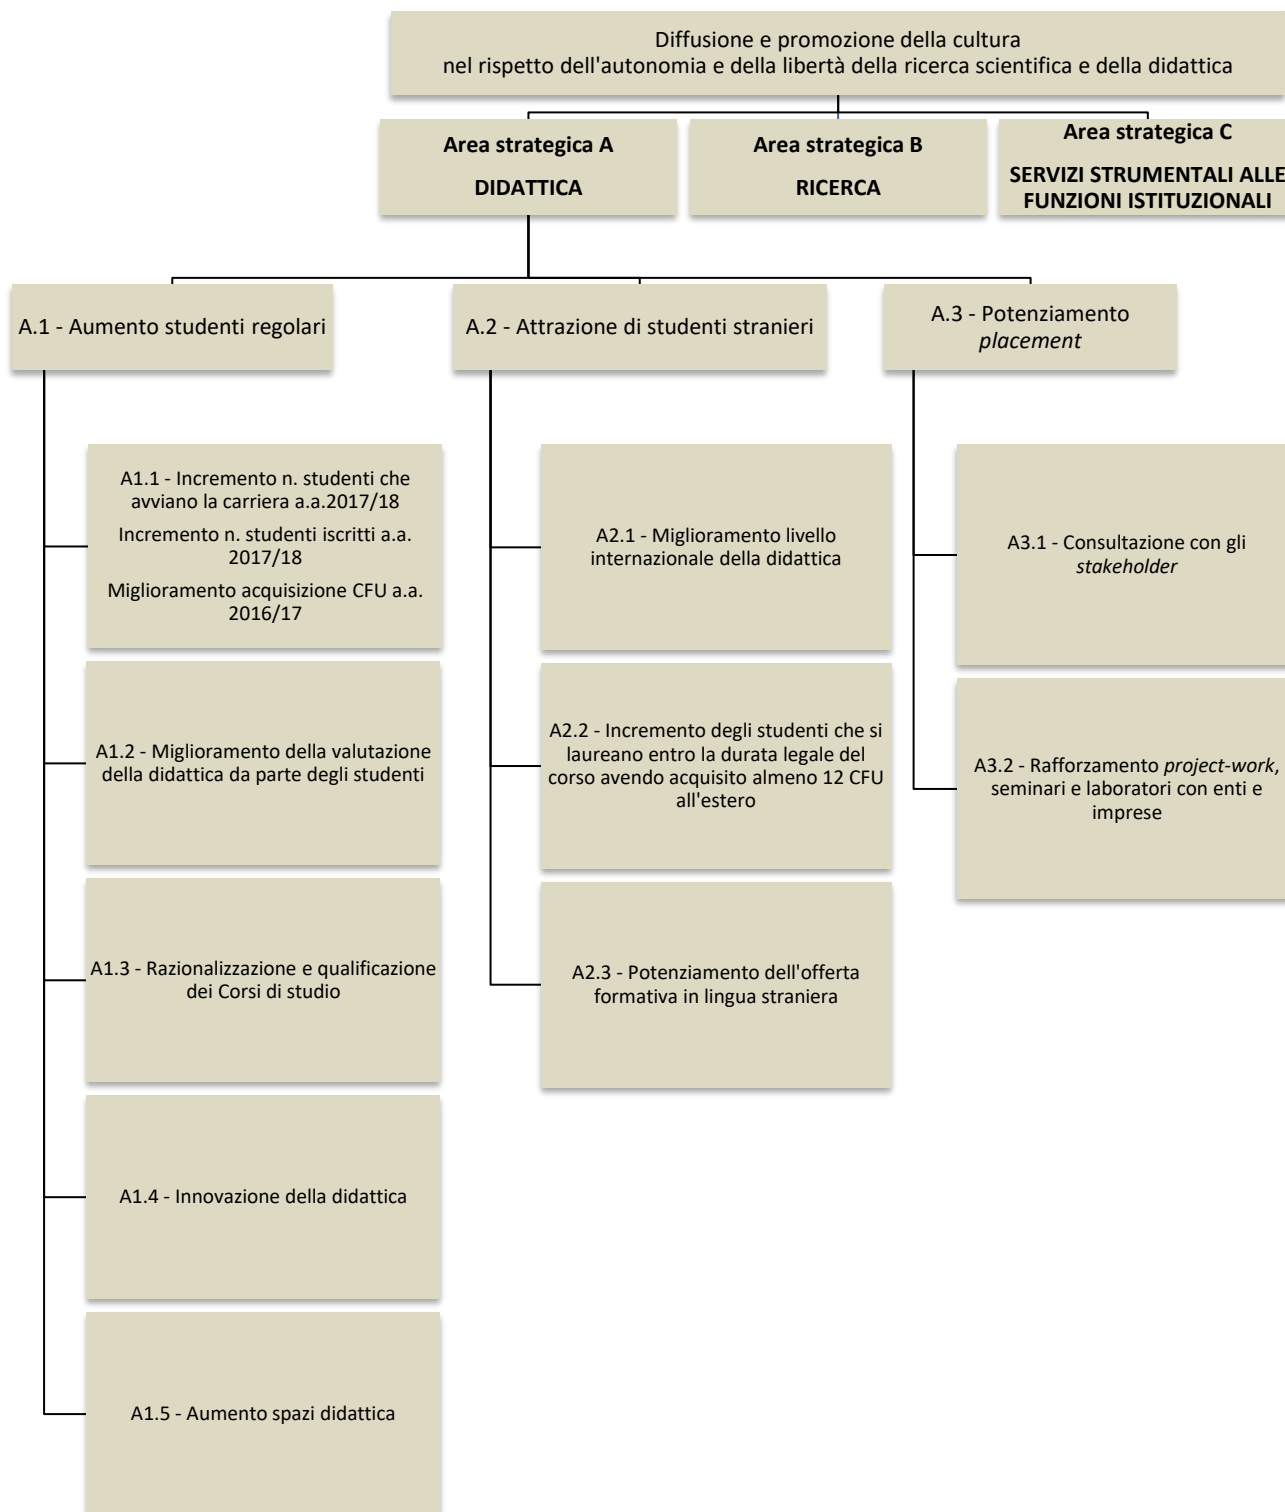 Diffusione e promozione della cultura
nel rispetto dell'autonomia e della libertà della ricerca scientifica e della didattica
Area strategica A
DIDATTICA
Area strategica B
RICERCA
Area strategica C
SERVIZI STRUMENTALI ALLE
FUNZIONI ISTITUZIONALI
A.1 - Aumento studenti regolari
A1.1 - Incremento n. studenti che
avviano la carriera a.a.2017/18
Incremento n. studenti iscritti a.a.
2017/18
Miglioramento acquisizione CFU a.a.
2016/17
A1.2 - Miglioramento della valutazione
della didattica da parte degli studenti
A1.3 - Razionalizzazione e qualificazione
dei Corsi di studio
A1.4 - Innovazione della didattica
A1.5 - Aumento spazi didattica
A.2 - Attrazione di studenti stranieri
A2.1 - Miglioramento livello
internazionale della didattica
A2.2 - Incremento degli studenti che si
laureano entro la durata legale del
corso avendo acquisito almeno 12 CFU
all'estero
A2.3 - Potenziamento dell'offerta
formativa in lingua straniera
A.3 - Potenziamento
placement
A3.1 - Consultazione con gli
stakeholder
A3.2 - Rafforzamento project-work,
seminari e laboratori con enti e
imprese